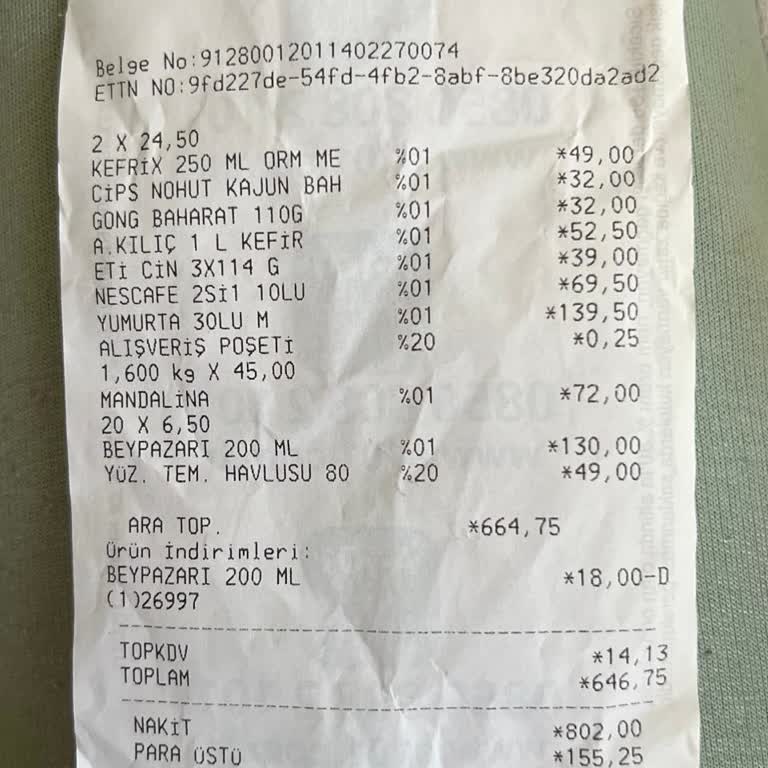 Belge No:91280012011402270074
ETTN NO:9fd227de-54fd-4fb2-8abf-8be320da2ad2
2 X 24,50
KEFRİX 250 ML ORM ME %01 *49,00
CİPS NOHUT KAJUN BAH %01 *32,00
GONG BAHARAT 110G %01 *32,00
A.KILIÇ 1 L KEFİR %01 *52,50
ETİ CİN 3X114 G %01 *39,00
NESCAFE 2Sİ1 10LU %01 *69,50
YUMURTA 30LU M %01 *139,50
ALIŞVERİŞ POŞETİ %20 *0,25
1,600 kg X 45,00
MANDALİNA %01 *72,00
20 X 6,50
BEYPAZARI 200 ML %01 *130,00
YÜZ. TEM. HAVLUSU 80 %20 *49,00
ARA TOP. *664,75
Ürün İndirimleri:
BEYPAZARI 200 ML *18,00-D
(1)26997
TOPKDV *14,13
TOPLAM *646,75
NAKİT *802,00
PARA ÜSTÜ *155,25